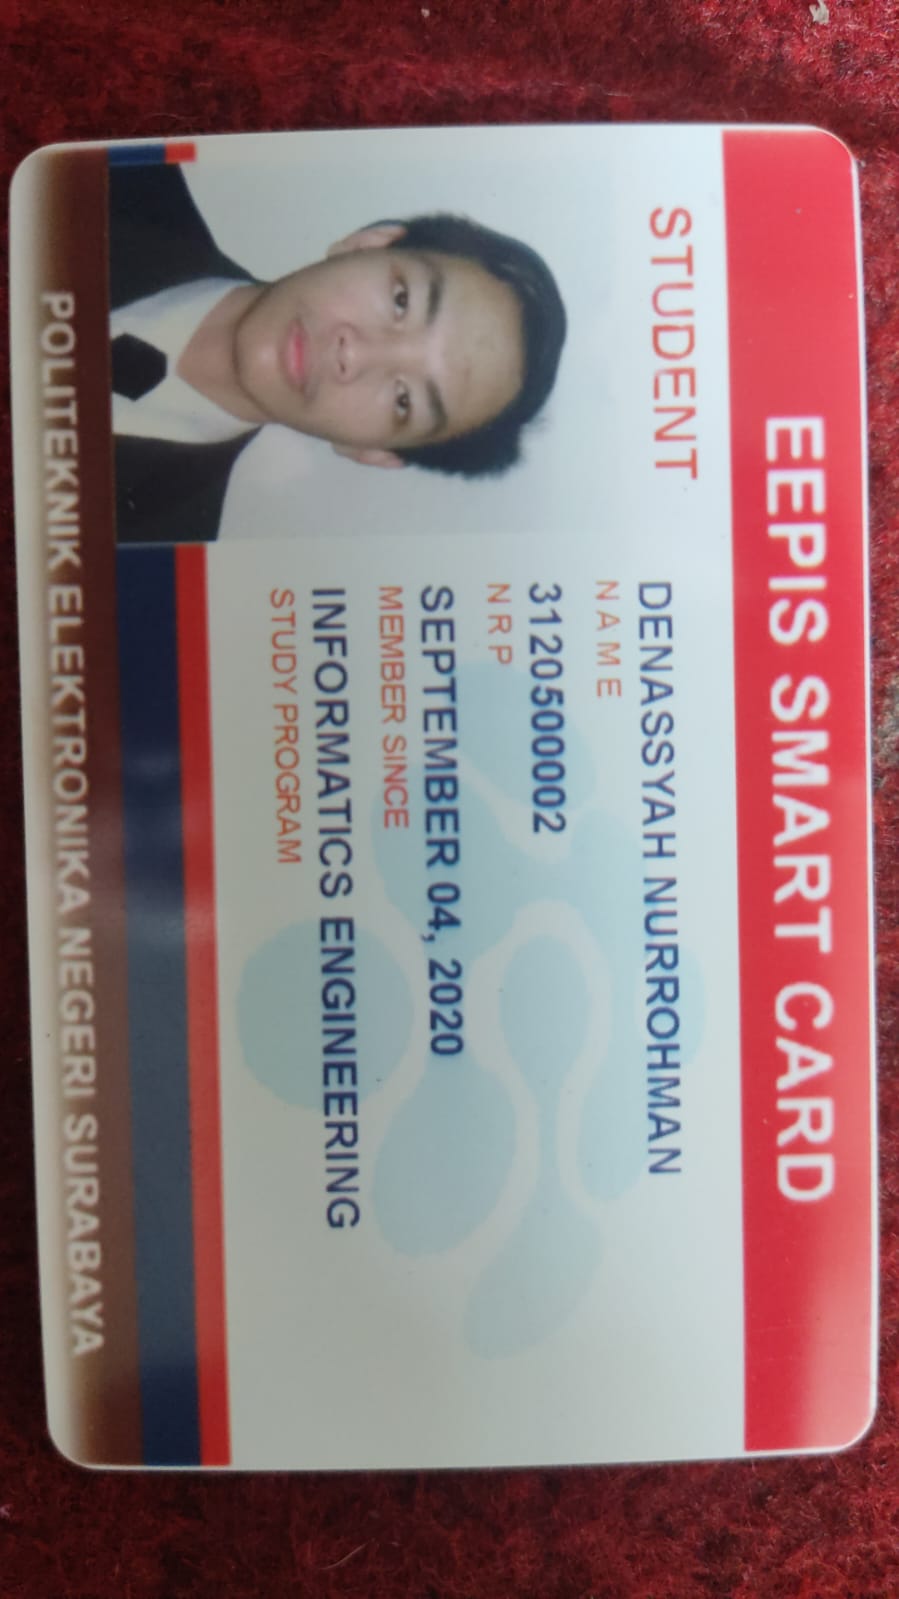 EEPIS SMART CARD
STUDENT
DENASSYAH NURROHMAN
NAME
3120500002
NRP
SEPTEMBER 04, 2020
MEMBER SINCE
INFORMATICS ENGINEERING
STUDY PROGRAM
POLITEKNIK ELEKTRONIKA NEGERI SURABAYA